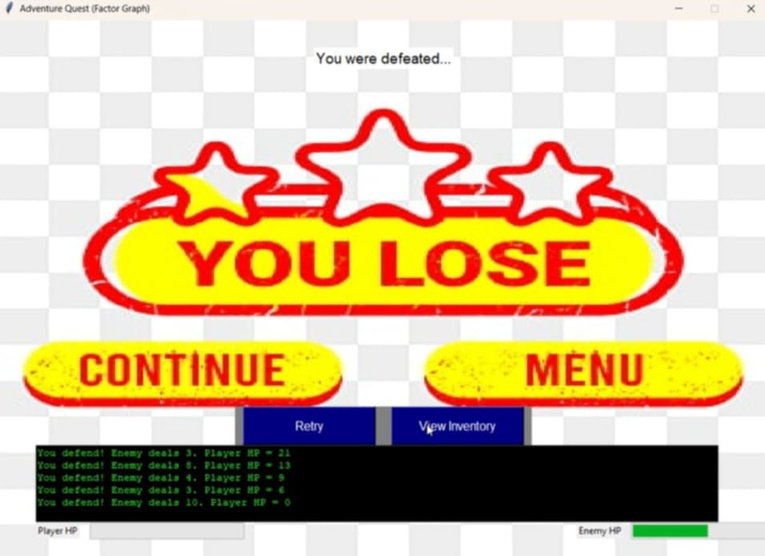 Adventure Quest (Factor Graph)
You were defeated...
YOU LOSE
CONTINUE
MENU
Retry
View Inventory
You defend! Enemy deals 3. Player HP = 21
You defend! Enemy deals 8. Player HP = 13
You defend! Enemy deals 4. Player HP = 9
You defend! Enemy deals 3. Player HP = 6
You defend! Enemy deals 10. Player HP = 0
Player HP
Enemy HP